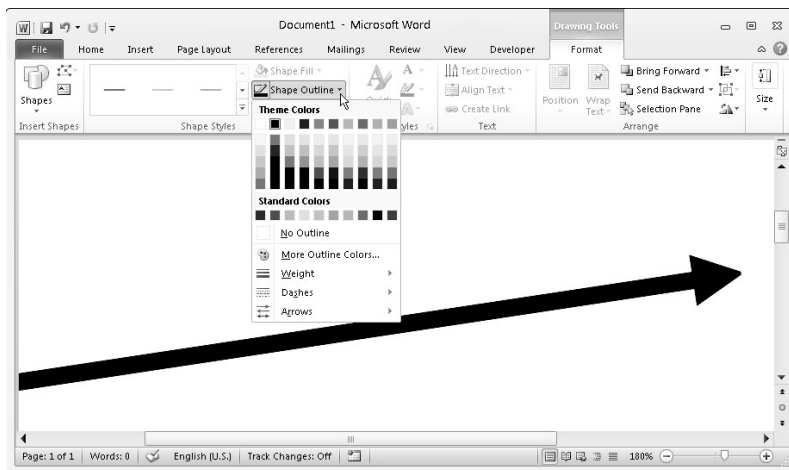 Document1 - Microsoft Word
Drawing Tools
File Home Insert Page Layout References Mailings Review View Developer Format
Shapes
Shape Fill
Shape Outline
Text Direction
Align Text
Create Link
Position
Wrap Text
Bring Forward
Send Backward
Selection Pane
Size
Insert Shapes Shape Styles Text Arrange
Theme Colors
Standard Colors
No Outline
More Outline Colors...
Weight
Dashes
Arrows
Page: 1 of 1 Words: 0 English (U.S.) Track Changes: Off 180%